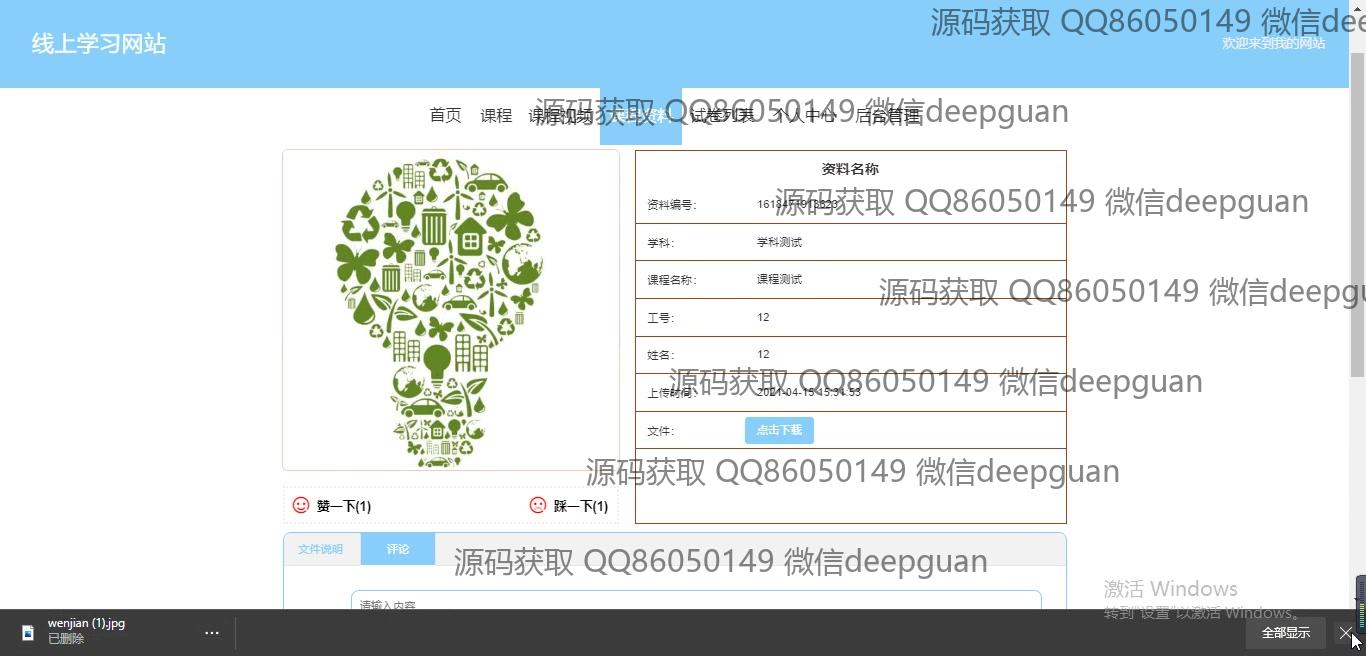 源码获取 QQ86050149 微信dee
线上学习网站
欢迎来到我的网站
首页 课程 课程视频 课程资料 试卷列表 个人中心 后台管理
源码获取 QQ86050149 微信deepguan
资料名称
源码获取 QQ86050149 微信deepguan
资料编号：
学科： 学科测试
课程名称： 课程测试
源码获取 QQ86050149 微信deepgu
工号： 12
姓名： 12
源码获取 QQ86050149 微信deepguan
上传时间： 2021-04-15 15:31:53
文件： 点击下载
源码获取 QQ86050149 微信deepguan
赞一下(1) 踩一下(1)
文件说明 评论
源码获取 QQ86050149 微信deepguan
请输入内容
激活 Windows
转到"设置"以激活 Windows。
wenjian (1).jpg
已删除
...
全部显示